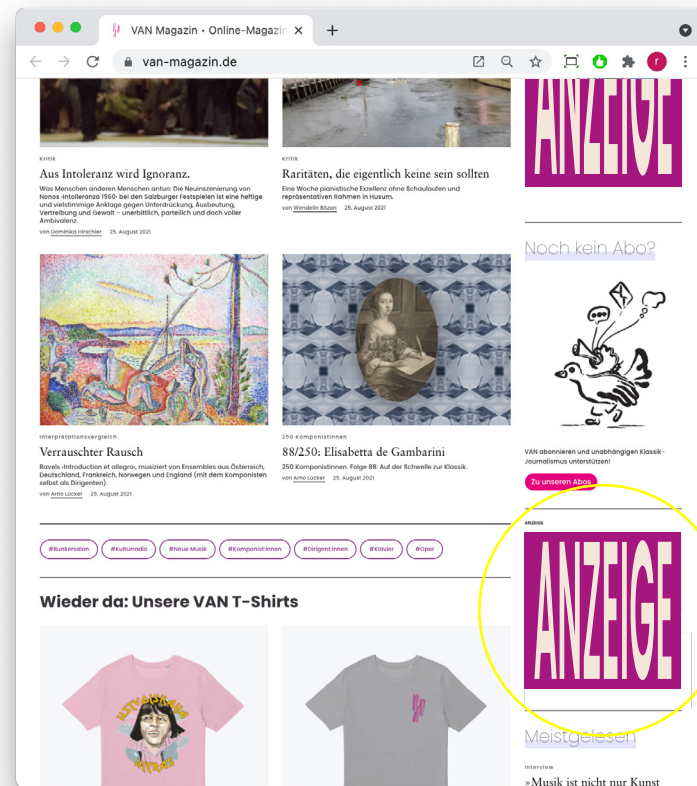 VAN Magazin • Online-Magazin
van-magazin.de
r
Kritik
Aus Intoleranz wird Ignoranz.
Was Menschen anderen Menschen antun: Die Neuinszenierung von
Nonos ›Intolleranza 1960‹ bei den Salzburger Festspielen ist eine heftige
und vielstimmige Anklage gegen Unterdrückung, Ausbeutung,
Vertreibung und Gewalt – unerbittlich, parteilich und doch voller
Ambivalenz.
von Dominika Hirschler 25. August 2021
Kritik
Raritäten, die eigentlich keine sein sollten
Eine Woche pianistische Exzellenz ohne Schaulaufen und
repräsentativen Rahmen in Husum.
von Wendelin Bitzan 25. August 2021
Interpretationsvergleich
Verrauschter Rausch
Ravels ›Introduction et allegro‹, musiziert von Ensembles aus Österreich,
Deutschland, Frankreich, Norwegen und England (mit dem Komponisten
selbst als Dirigenten).
von Arno Lücker 25. August 2021
250 Komponistinnen
88/250: Elisabetta de Gambarini
250 Komponistinnen. Folge 88: Auf der Schwelle zur Klassik.
von Arno Lücker 25. August 2021
#Bunkersalon #Kulturradio #Neue Musik #Komponist:innen #Dirigent:innen #Klavier #Oper
Wieder da: Unsere VAN T-Shirts
ANZEIGE
Noch kein Abo?
VAN abonnieren und unabhängigen Klassik-
Journalismus unterstützen!
Zu unseren Abos
ANZEIGE
ANZEIGE
Meistgelesen
Interview
»Musik ist nicht nur Kunst